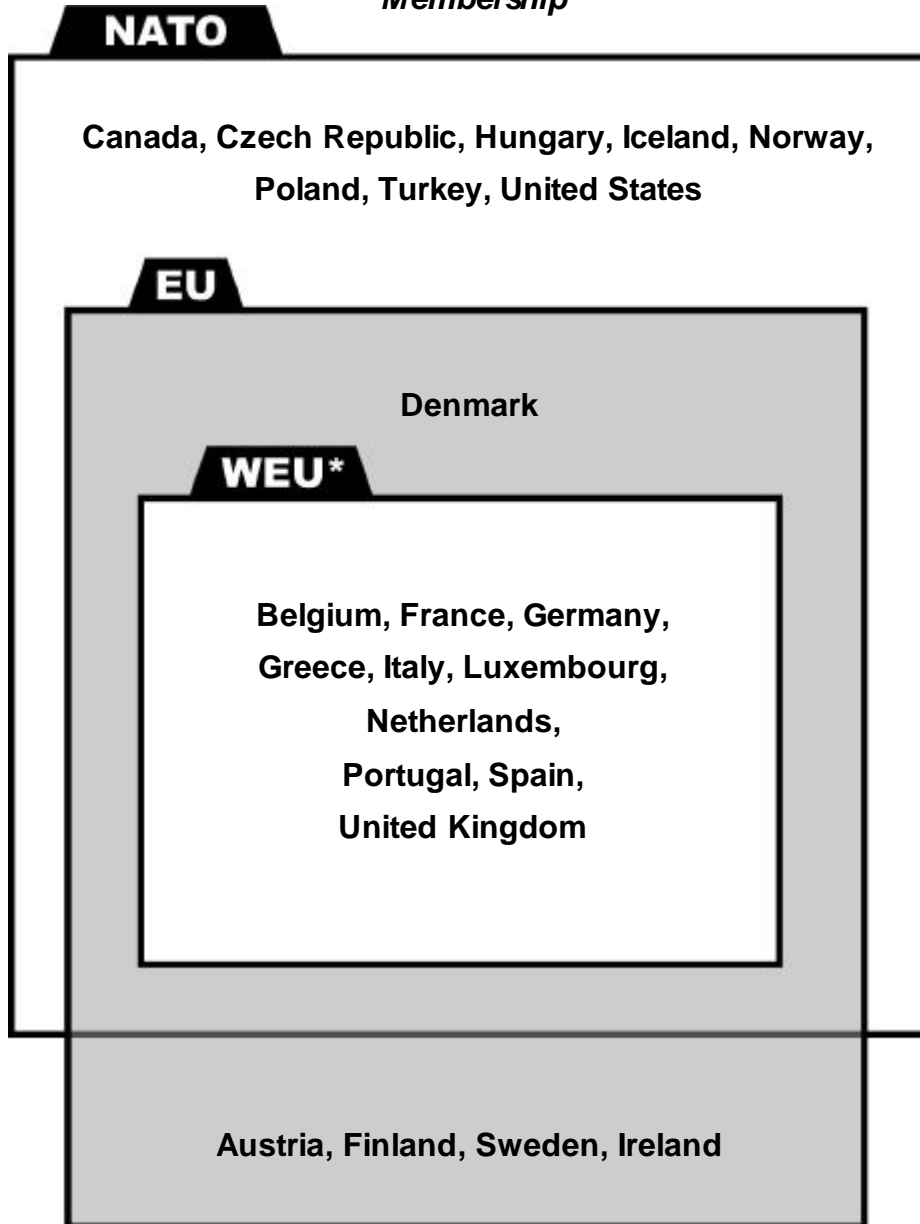 Membership
NATO
Canada, Czech Republic, Hungary, Iceland, Norway,
Poland, Turkey, United States
EU
Denmark
WEU*
Belgium, France, Germany,
Greece, Italy, Luxembourg,
Netherlands,
Portugal, Spain,
United Kingdom
Austria, Finland, Sweden, Ireland